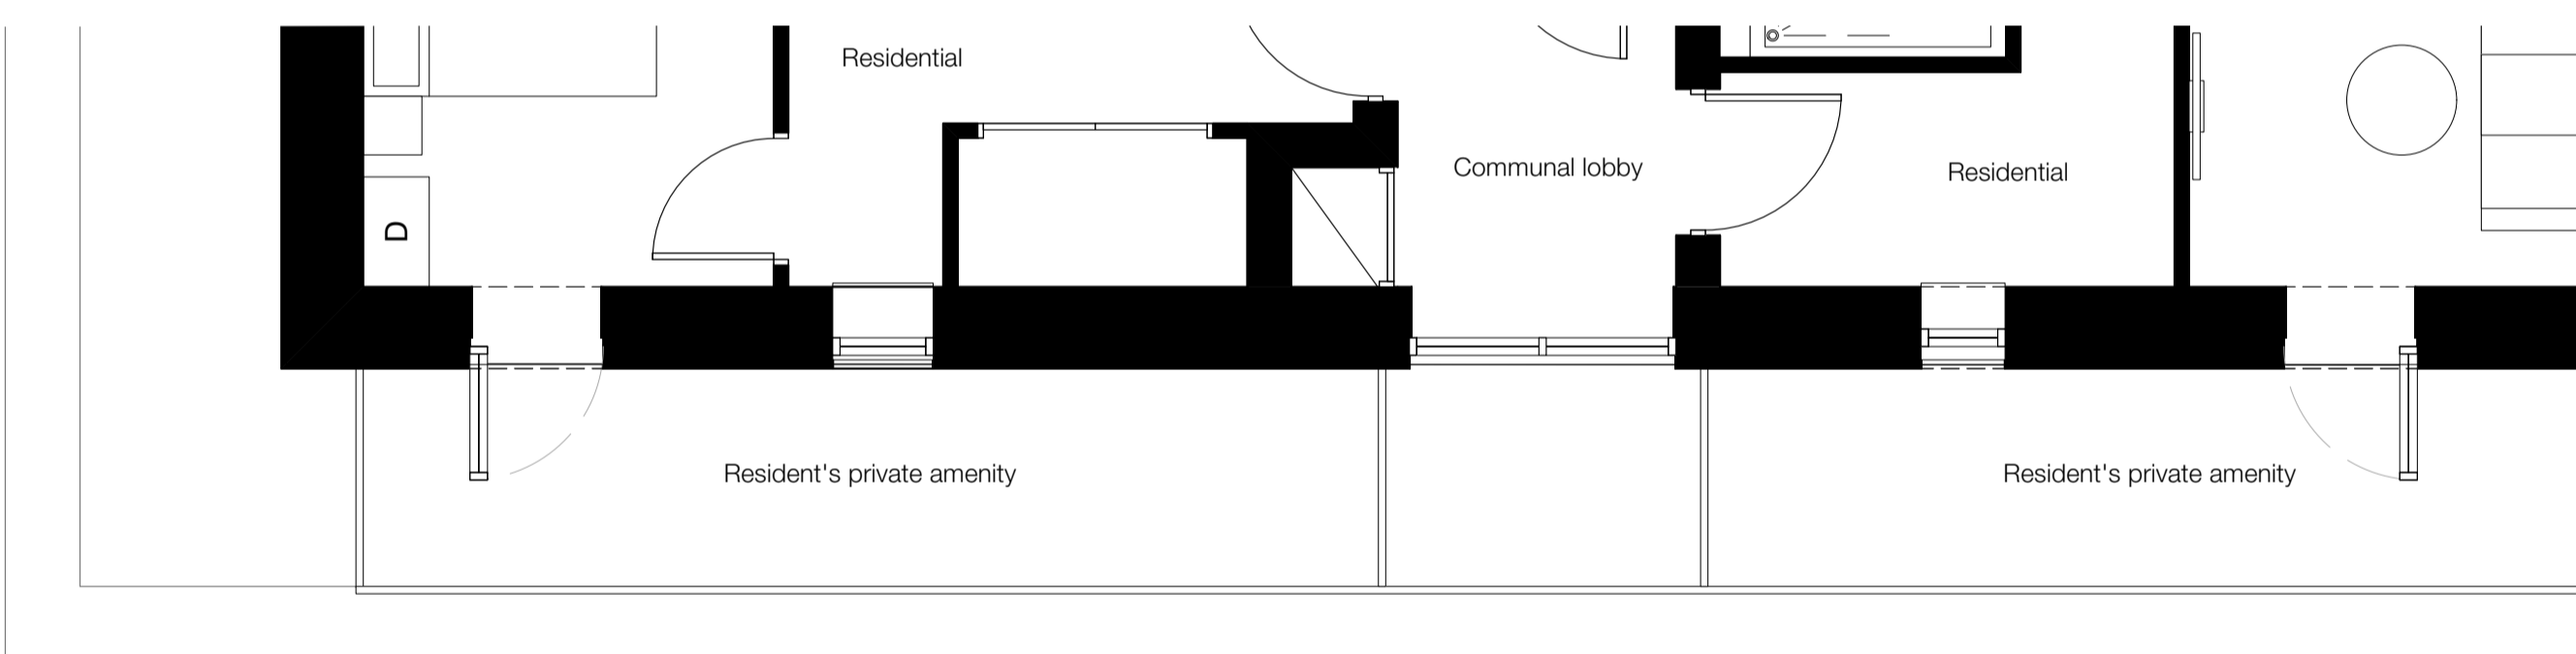 Residential
Communal lobby
Residential
D
Resident's private amenity
Resident's private amenity